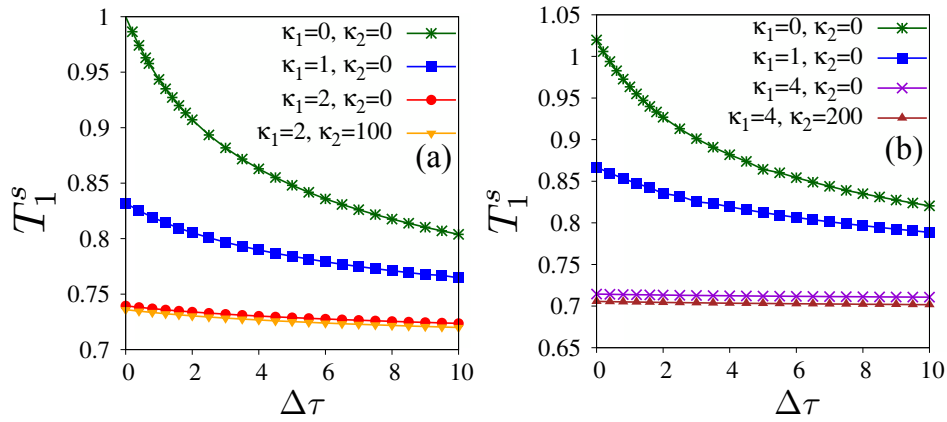 κ₁=0, κ₂=0
κ₁=1, κ₂=0
κ₁=2, κ₂=0
κ₁=2, κ₂=100
(a)
1
0.95
0.9
0.85
0.8
0.75
0.7
T₁ˢ
0 2 4 6 8 10
Δτ
κ₁=0, κ₂=0
κ₁=1, κ₂=0
κ₁=4, κ₂=0
κ₁=4, κ₂=200
(b)
1.05
1
0.95
0.9
0.85
0.8
0.75
0.7
0.65
T₁ˢ
0 2 4 6 8 10
Δτ